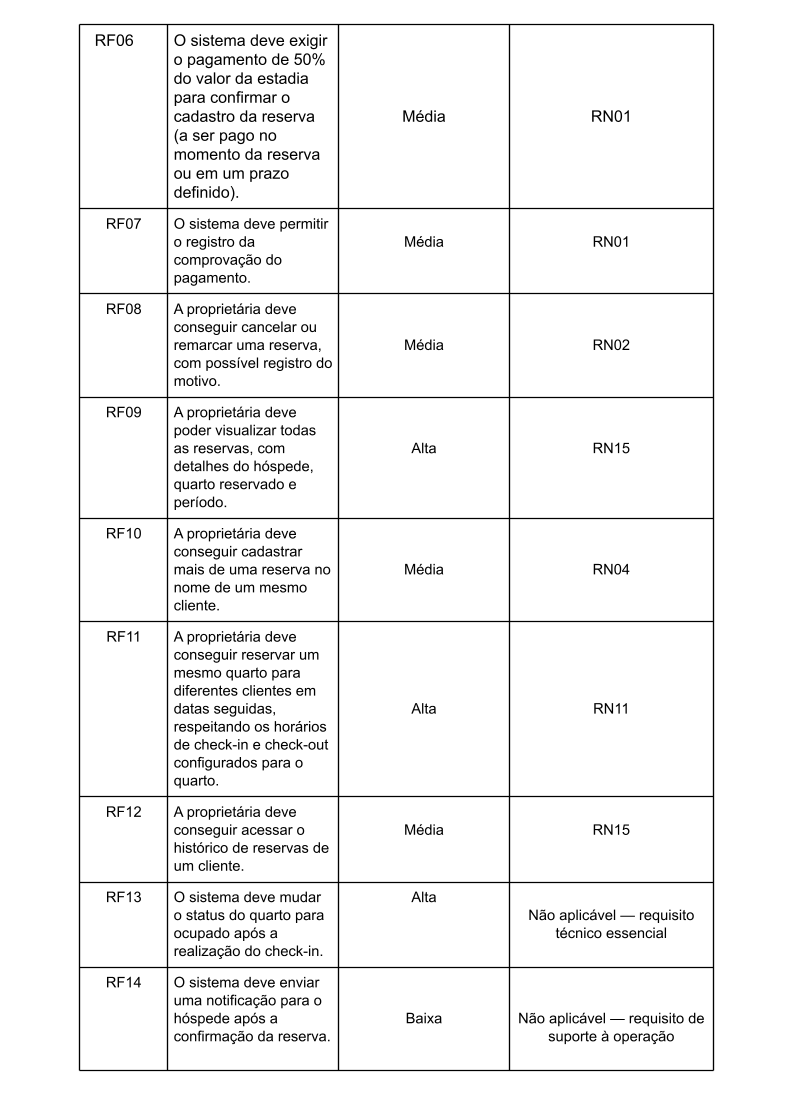 RF06
O sistema deve exigir
o pagamento de 50%
do valor da estadia
para confirmar o
cadastro da reserva
(a ser pago no
momento da reserva
ou em um prazo
definido).
Média
RN01
RF07
O sistema deve permitir
o registro da
comprovação do
pagamento.
Média
RN01
RF08
A proprietária deve
conseguir cancelar ou
remarcar uma reserva,
com possível registro do
motivo.
Média
RN02
RF09
A proprietária deve
poder visualizar todas
as reservas, com
detalhes do hóspede,
quarto reservado e
período.
Alta
RN15
RF10
A proprietária deve
conseguir cadastrar
mais de uma reserva no
nome de um mesmo
cliente.
Média
RN04
RF11
A proprietária deve
conseguir reservar um
mesmo quarto para
diferentes clientes em
datas seguidas,
respeitando os horários
de check-in e check-out
configurados para o
quarto.
Alta
RN11
RF12
A proprietária deve
conseguir acessar o
histórico de reservas de
um cliente.
Média
RN15
RF13
O sistema deve mudar
o status do quarto para
ocupado após a
realização do check-in.
Alta
Não aplicável — requisito
técnico essencial
RF14
O sistema deve enviar
uma notificação para o
hóspede após a
confirmação da reserva.
Baixa
Não aplicável — requisito de
suporte à operação